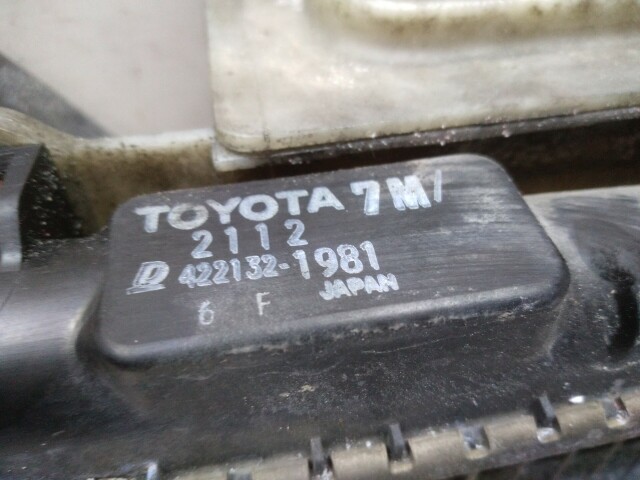 TOYOTA 7M/
2112
D 422132-1981
6 F JAPAN